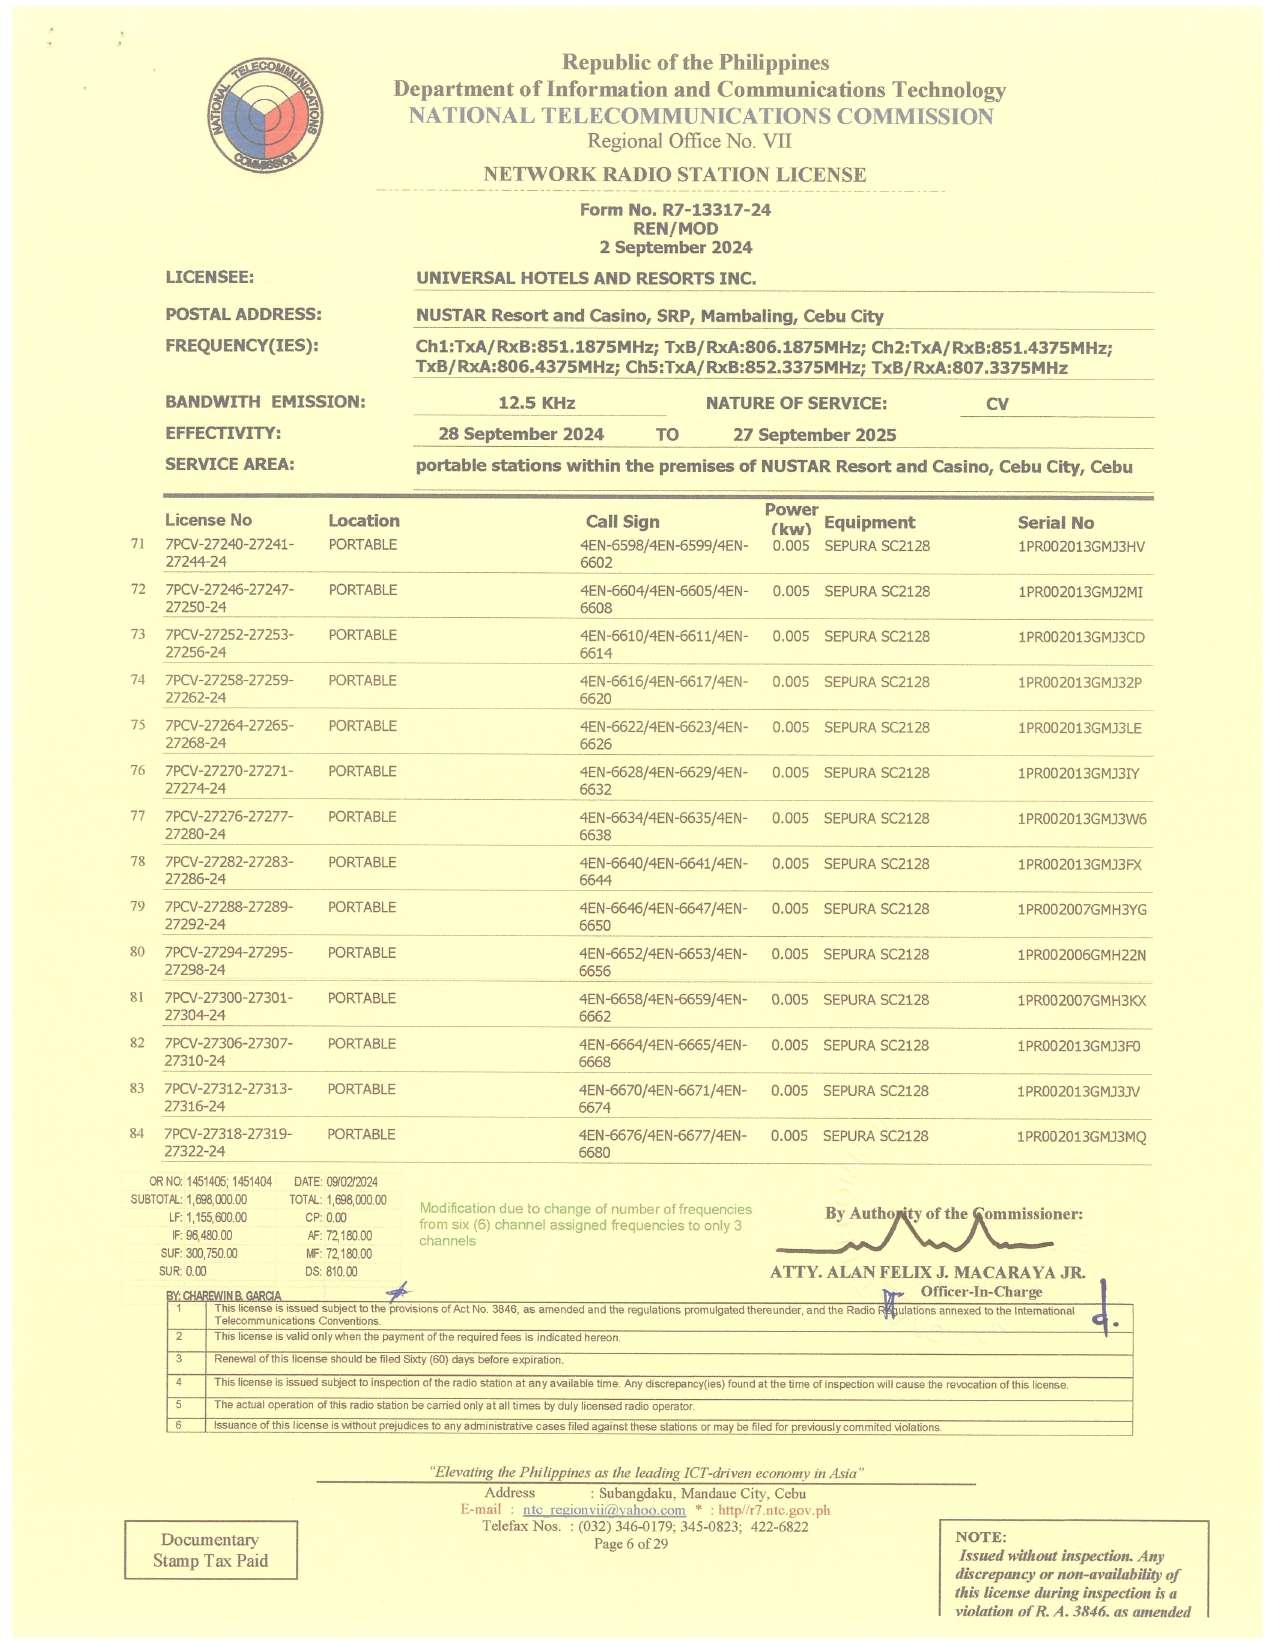 NATIONAL TELECOMMUNICATIONS COMMISSION
Republic of the Philippines
Department of Information and Communications Technology
NATIONAL TELECOMMUNICATIONS COMMISSION
Regional Office No. VII
NETWORK RADIO STATION LICENSE
Form No. R7-13317-24
REN/MOD
2 September 2024
LICENSEE: UNIVERSAL HOTELS AND RESORTS INC.
POSTAL ADDRESS: NUSTAR Resort and Casino, SRP, Mambaling, Cebu City
FREQUENCY(IES): Ch1:TxA/RxB:851.1875MHz; TxB/RxA:806.1875MHz; Ch2:TxA/RxB:851.4375MHz;
TxB/RxA:806.4375MHz; Ch5:TxA/RxB:852.3375MHz; TxB/RxA:807.3375MHz
BANDWITH EMISSION: 12.5 KHz NATURE OF SERVICE: CV
EFFECTIVITY: 28 September 2024 TO 27 September 2025
SERVICE AREA: portable stations within the premises of NUSTAR Resort and Casino, Cebu City, Cebu
License No Location Call Sign Power (kw) Equipment Serial No
71 7PCV-27240-27241- PORTABLE 4EN-6598/4EN-6599/4EN- 0.005 SEPURA SC2128 1PR002013GMJ3HV
27244-24 6602
72 7PCV-27246-27247- PORTABLE 4EN-6604/4EN-6605/4EN- 0.005 SEPURA SC2128 1PR002013GMJ2MI
27250-24 6608
73 7PCV-27252-27253- PORTABLE 4EN-6610/4EN-6611/4EN- 0.005 SEPURA SC2128 1PR002013GMJ3CD
27256-24 6614
74 7PCV-27258-27259- PORTABLE 4EN-6616/4EN-6617/4EN- 0.005 SEPURA SC2128 1PR002013GMJ32P
27262-24 6620
75 7PCV-27264-27265- PORTABLE 4EN-6622/4EN-6623/4EN- 0.005 SEPURA SC2128 1PR002013GMJ3LE
27268-24 6626
76 7PCV-27270-27271- PORTABLE 4EN-6628/4EN-6629/4EN- 0.005 SEPURA SC2128 1PR002013GMJ3IY
27274-24 6632
77 7PCV-27276-27277- PORTABLE 4EN-6634/4EN-6635/4EN- 0.005 SEPURA SC2128 1PR002013GMJ3W6
27280-24 6638
78 7PCV-27282-27283- PORTABLE 4EN-6640/4EN-6641/4EN- 0.005 SEPURA SC2128 1PR002013GMJ3FX
27286-24 6644
79 7PCV-27288-27289- PORTABLE 4EN-6646/4EN-6647/4EN- 0.005 SEPURA SC2128 1PR002007GMH3YG
27292-24 6650
80 7PCV-27294-27295- PORTABLE 4EN-6652/4EN-6653/4EN- 0.005 SEPURA SC2128 1PR002006GMH22N
27298-24 6656
81 7PCV-27300-27301- PORTABLE 4EN-6658/4EN-6659/4EN- 0.005 SEPURA SC2128 1PR002007GMH3KX
27304-24 6662
82 7PCV-27306-27307- PORTABLE 4EN-6664/4EN-6665/4EN- 0.005 SEPURA SC2128 1PR002013GMJ3F0
27310-24 6668
83 7PCV-27312-27313- PORTABLE 4EN-6670/4EN-6671/4EN- 0.005 SEPURA SC2128 1PR002013GMJ3JV
27316-24 6674
84 7PCV-27318-27319- PORTABLE 4EN-6676/4EN-6677/4EN- 0.005 SEPURA SC2128 1PR002013GMJ3MQ
27322-24 6680
OR NO: 1451405; 1451404 DATE: 09/02/2024
SUBTOTAL: 1,698,000.00 TOTAL: 1,698,000.00
LF: 1,155,600.00 CP: 0.00
IF: 96,480.00 AF: 72,180.00
SUF: 300,750.00 MF: 72,180.00
SUR: 0.00 DS: 810.00
BY: CHAREWIN B. GARCIA
Modification due to change of number of frequencies
from six (6) channel assigned frequencies to only 3
channels
By Authority of the Commissioner:
ATTY. ALAN FELIX J. MACARAYA JR.
Officer-In-Charge
1 This license is issued subject to the provisions of Act No. 3846, as amended and the regulations promulgated thereunder, and the Radio Regulations annexed to the International
Telecommunications Conventions.
2 This license is valid only when the payment of the required fees is indicated hereon.
3 Renewal of this license should be filed Sixty (60) days before expiration.
4 This license is issued subject to inspection of the radio station at any available time. Any discrepancy(ies) found at the time of inspection will cause the revocation of this license.
5 The actual operation of this radio station be carried only at all times by duly licensed radio operator.
6 Issuance of this license is without prejudices to any administrative cases filed against these stations or may be filed for previously commited violations.
"Elevating the Philippines as the leading ICT-driven economy in Asia"
Address : Subangdaku, Mandaue City, Cebu
E-mail : ntc_regionvii@yahoo.com * : http//r7.ntc.gov.ph
Telefax Nos. : (032) 346-0179; 345-0823; 422-6822
Page 6 of 29
Documentary
Stamp Tax Paid
NOTE:
Issued without inspection. Any
discrepancy or non-availability of
this license during inspection is a
violation of R. A. 3846, as amended